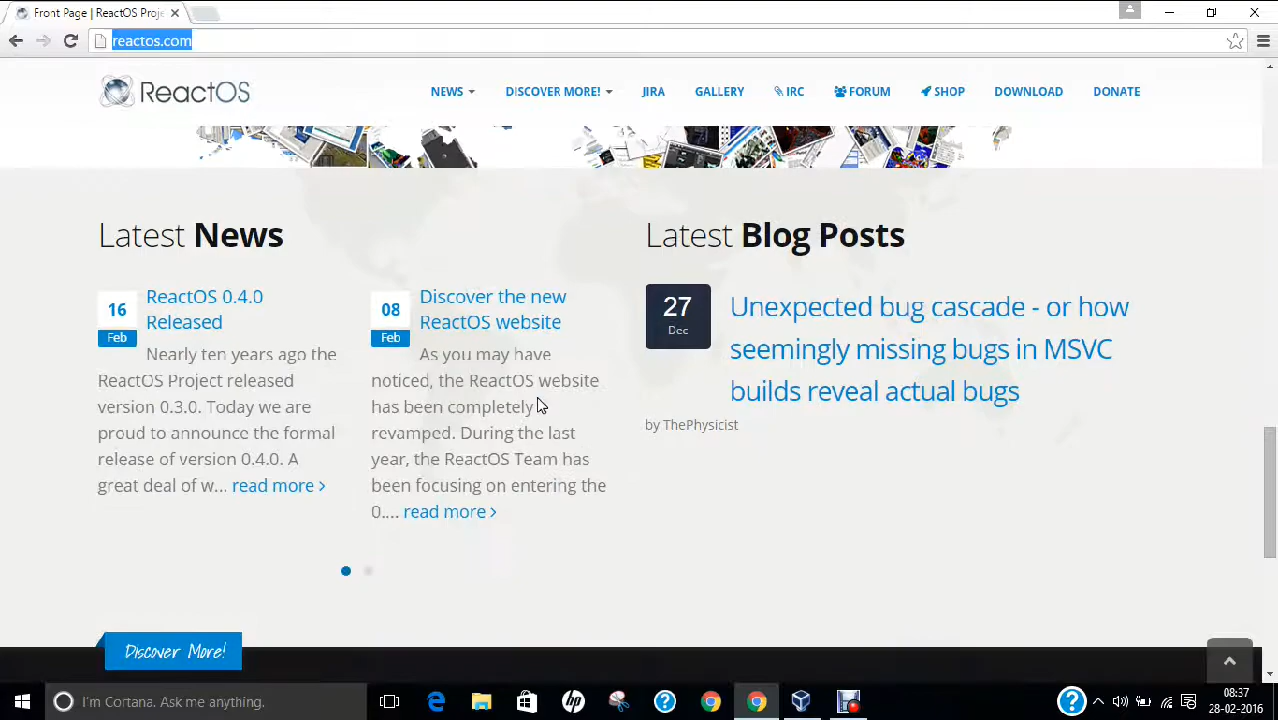 Front Page | ReactOS Proje
reactos.com
ReactOS
NEWS
DISCOVER MORE!
JIRA
GALLERY
IRC
FORUM
SHOP
DOWNLOAD
DONATE
Latest News
16
Feb
ReactOS 0.4.0
Released
Nearly ten years ago the
ReactOS Project released
version 0.3.0. Today we are
proud to announce the formal
release of version 0.4.0. A
great deal of w... read more >
08
Feb
Discover the new
ReactOS website
As you may have
noticed, the ReactOS website
has been completely
revamped. During the last
year, the ReactOS Team has
been focusing on entering the
0.... read more >
Latest Blog Posts
27
Dec
Unexpected bug cascade - or how
seemingly missing bugs in MSVC
builds reveal actual bugs
by ThePhysicist
Discover More!
I'm Cortana. Ask me anything.
08:37
28-02-2016